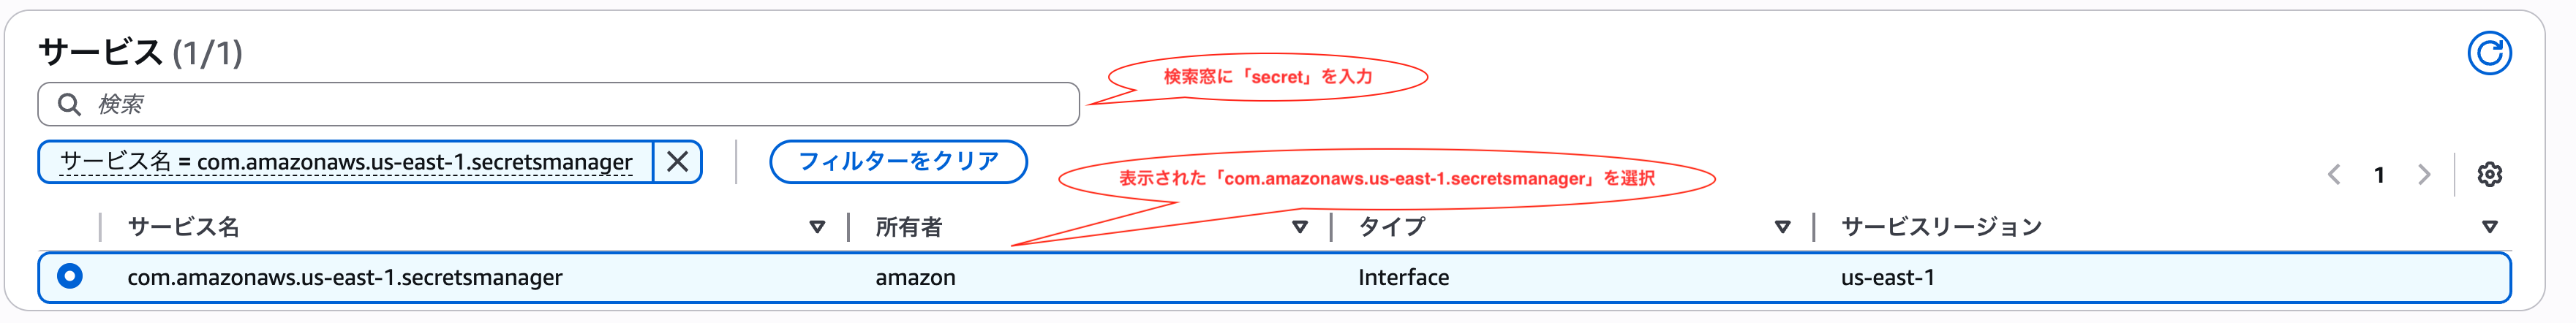 サービス (1/1)
検索窓に「secret」を入力
検索
サービス名 = com.amazonaws.us-east-1.secretsmanager
フィルターをクリア
表示された「com.amazonaws.us-east-1.secretsmanager」を選択
1
サービス名 所有者 タイプ サービスリージョン
com.amazonaws.us-east-1.secretsmanager amazon Interface us-east-1